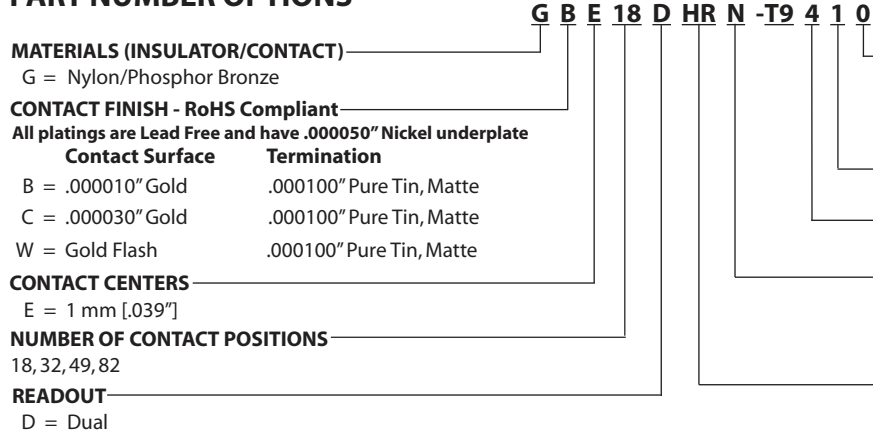 PART NUMBER OPTIONS
G B E 18 D HR N -T9 4 1 0
MATERIALS (INSULATOR/CONTACT)
G = Nylon/Phosphor Bronze
CONTACT FINISH - RoHS Compliant
All platings are Lead Free and have .000050” Nickel underplate
Contact Surface Termination
B = .000010” Gold .000100” Pure Tin, Matte
C = .000030” Gold .000100” Pure Tin, Matte
W = Gold Flash .000100” Pure Tin, Matte
CONTACT CENTERS
E = 1 mm [.039”]
NUMBER OF CONTACT POSITIONS
18, 32, 49, 82
READOUT
D = Dual